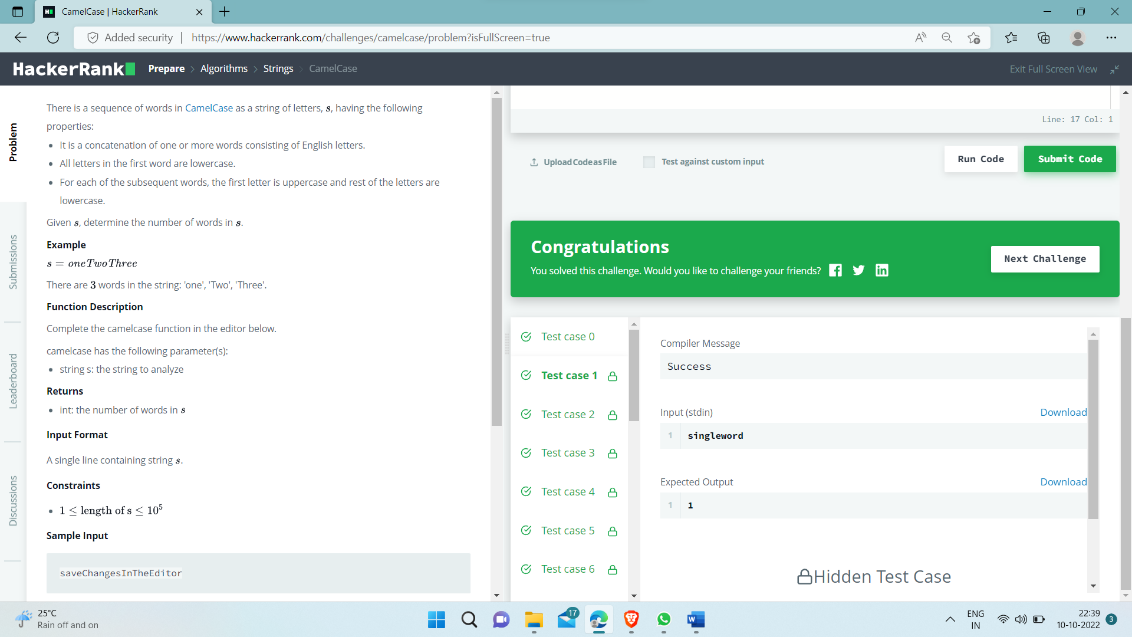 CamelCase | HackerRank
Added security
https://www.hackerrank.com/challenges/camelcase/problem?isFullScreen=true
HackerRank
Prepare > Algorithms > Strings > CamelCase
Exit Full Screen View
Problem
Submissions
Leaderboard
Discussions
There is a sequence of words in CamelCase as a string of letters, s, having the following
properties:
• It is a concatenation of one or more words consisting of English letters.
• All letters in the first word are lowercase.
• For each of the subsequent words, the first letter is uppercase and rest of the letters are
lowercase.
Given s, determine the number of words in s.
Example
s = oneTwoThree
There are 3 words in the string: 'one', 'Two', 'Three'.
Function Description
Complete the camelcase function in the editor below.
camelcase has the following parameter(s):
• string s: the string to analyze
Returns
• int: the number of words in s
Input Format
A single line containing string s.
Constraints
• 1 ≤ length of s ≤ 10⁵
Sample Input
saveChangesInTheEditor
Line: 17 Col: 1
Upload Code as File
Test against custom input
Run Code
Submit Code
Congratulations
You solved this challenge. Would you like to challenge your friends?
Next Challenge
Test case 0
Test case 1
Test case 2
Test case 3
Test case 4
Test case 5
Test case 6
Compiler Message
Success
Input (stdin)
Download
1 singleword
Expected Output
Download
1 1
Hidden Test Case
25°C
Rain off and on
17
ENG
IN
22:39
10-10-2022
3